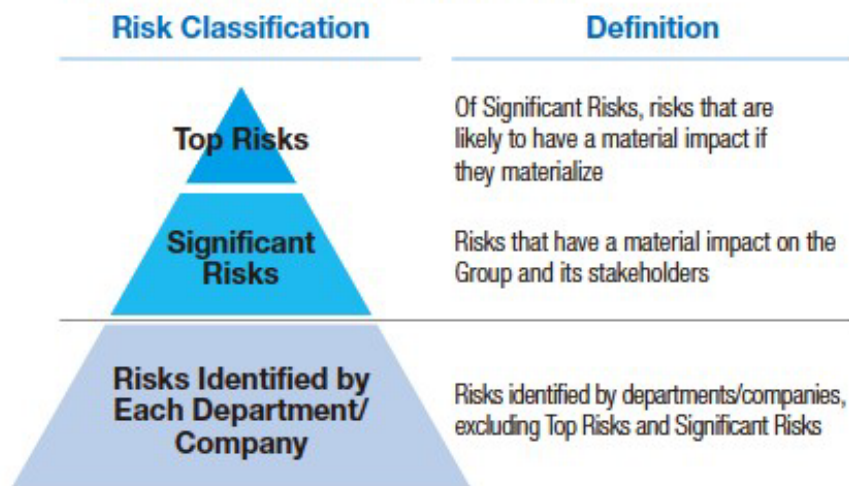 Risk Classification
Definition
Top Risks
Of Significant Risks, risks that are
likely to have a material impact if
they materialize
Significant
Risks
Risks that have a material impact on the
Group and its stakeholders
Risks Identified by
Each Department/
Company
Risks identified by departments/companies,
excluding Top Risks and Significant Risks